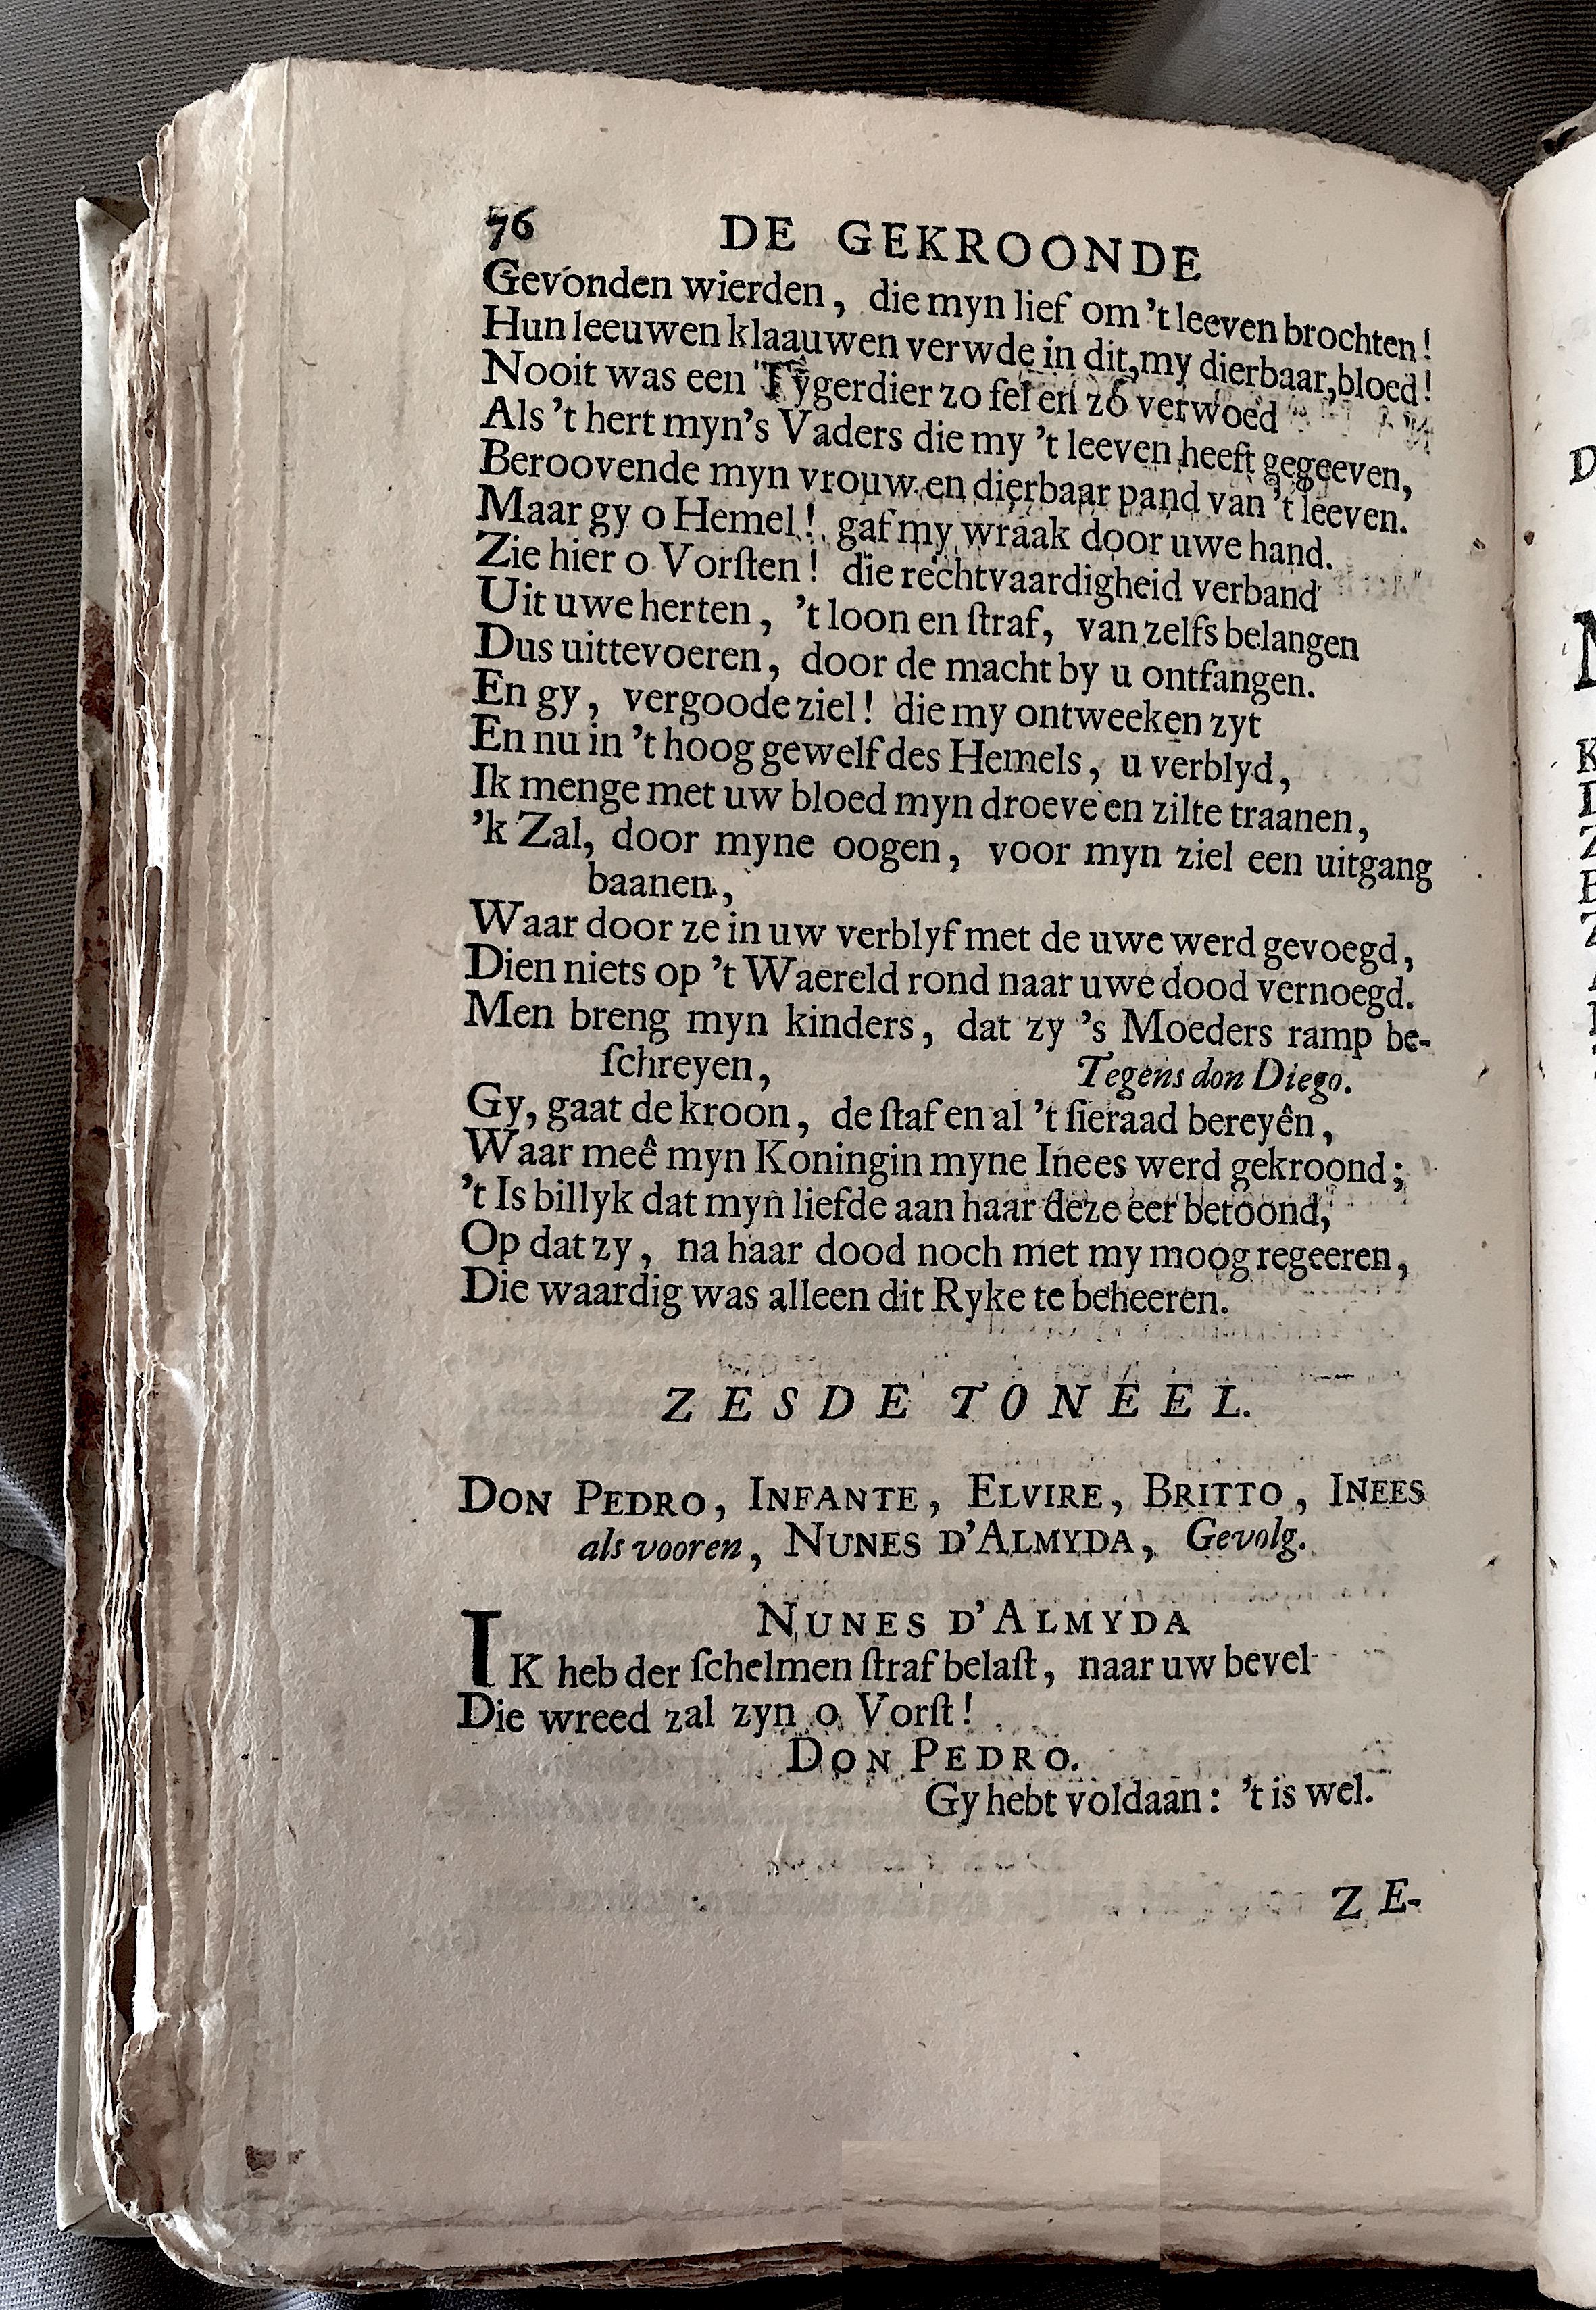 76 DE GEKROONDE
Gevonden wierden, die myn lief om 't leeven brochten!
Hun leeuwen klaauwen verwde in dit, my dierbaar, bloed!
Nooit was een Tygerdier zo fel en zo verwoed
Als 't hert myn's Vaders die my 't leeven heeft gegeeven,
Beroovende myn vrouw en dierbaar pand van 't leeven.
Maar gy o Hemel! gaf my wraak door uwe hand.
Zie hier o Vorſten! die rechtvaardigheid verband
Uit uwe herten, 't loon en ſtraf, van zelfs belangen
Dus uittevoeren, door de macht by u ontfangen.
En gy, vergoode ziel! die my ontweeken zyt
En nu in 't hoog gewelf des Hemels, u verblyd,
Ik menge met uw bloed myn droeve en zilte traanen,
'k Zal, door myne oogen, voor myn ziel een uitgang
baanen,
Waar door ze in uw verblyf met de uwe werd gevoegd,
Dien niets op 't Waereld rond naar uwe dood vernoegd.
Men breng myn kinders, dat zy 's Moeders ramp be-
ſchreyen, Tegens don Diego.
Gy, gaat de kroon, de ſtaf en al 't ſieraad bereyên,
Waar meê myn Koningin myne Inees werd gekroond;
't Is billyk dat myn liefde aan haar deze eer betoond,
Op dat zy, na haar dood noch met my moog regeeren,
Die waardig was alleen dit Ryke te beheeren.
ZESDE TONEEL.
DON PEDRO, INFANTE, ELVIRE, BRITTO, INEES
als vooren, NUNES D'ALMYDA, Gevolg.
NUNES D'ALMYDA
IK heb der ſchelmen ſtraf belaſt, naar uw bevel
Die wreed zal zyn o Vorſt!
DON PEDRO.
Gy hebt voldaan: 't is wel.
ZE-